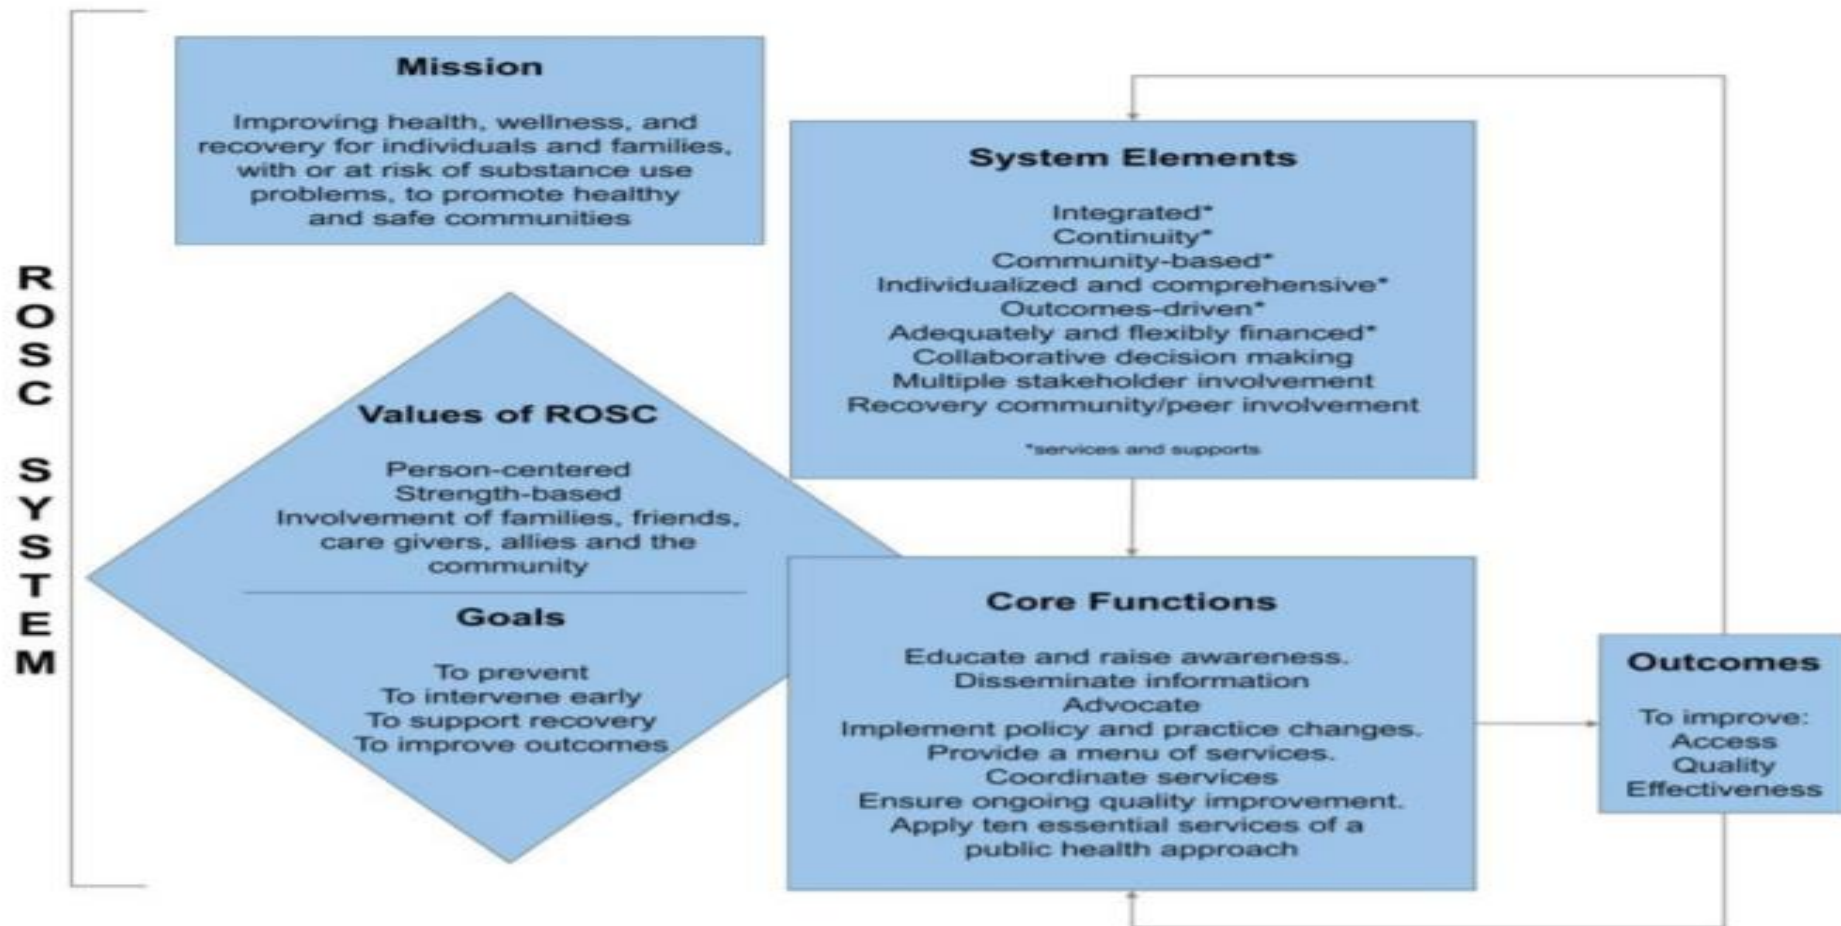 ROSC SYSTEM
Mission
Improving health, wellness, and
recovery for individuals and families,
with or at risk of substance use
problems, to promote healthy
and safe communities
Values of ROSC
Person-centered
Strength-based
Involvement of families, friends,
care givers, allies and the
community
Goals
To prevent
To intervene early
To support recovery
To improve outcomes
System Elements
Integrated*
Continuity*
Community-based*
Individualized and comprehensive*
Outcomes-driven*
Adequately and flexibly financed*
Collaborative decision making
Multiple stakeholder involvement
Recovery community/peer involvement
*services and supports
Core Functions
Educate and raise awareness.
Disseminate information
Advocate
Implement policy and practice changes.
Provide a menu of services.
Coordinate services
Ensure ongoing quality improvement.
Apply ten essential services of a
public health approach
Outcomes
To improve:
Access
Quality
Effectiveness